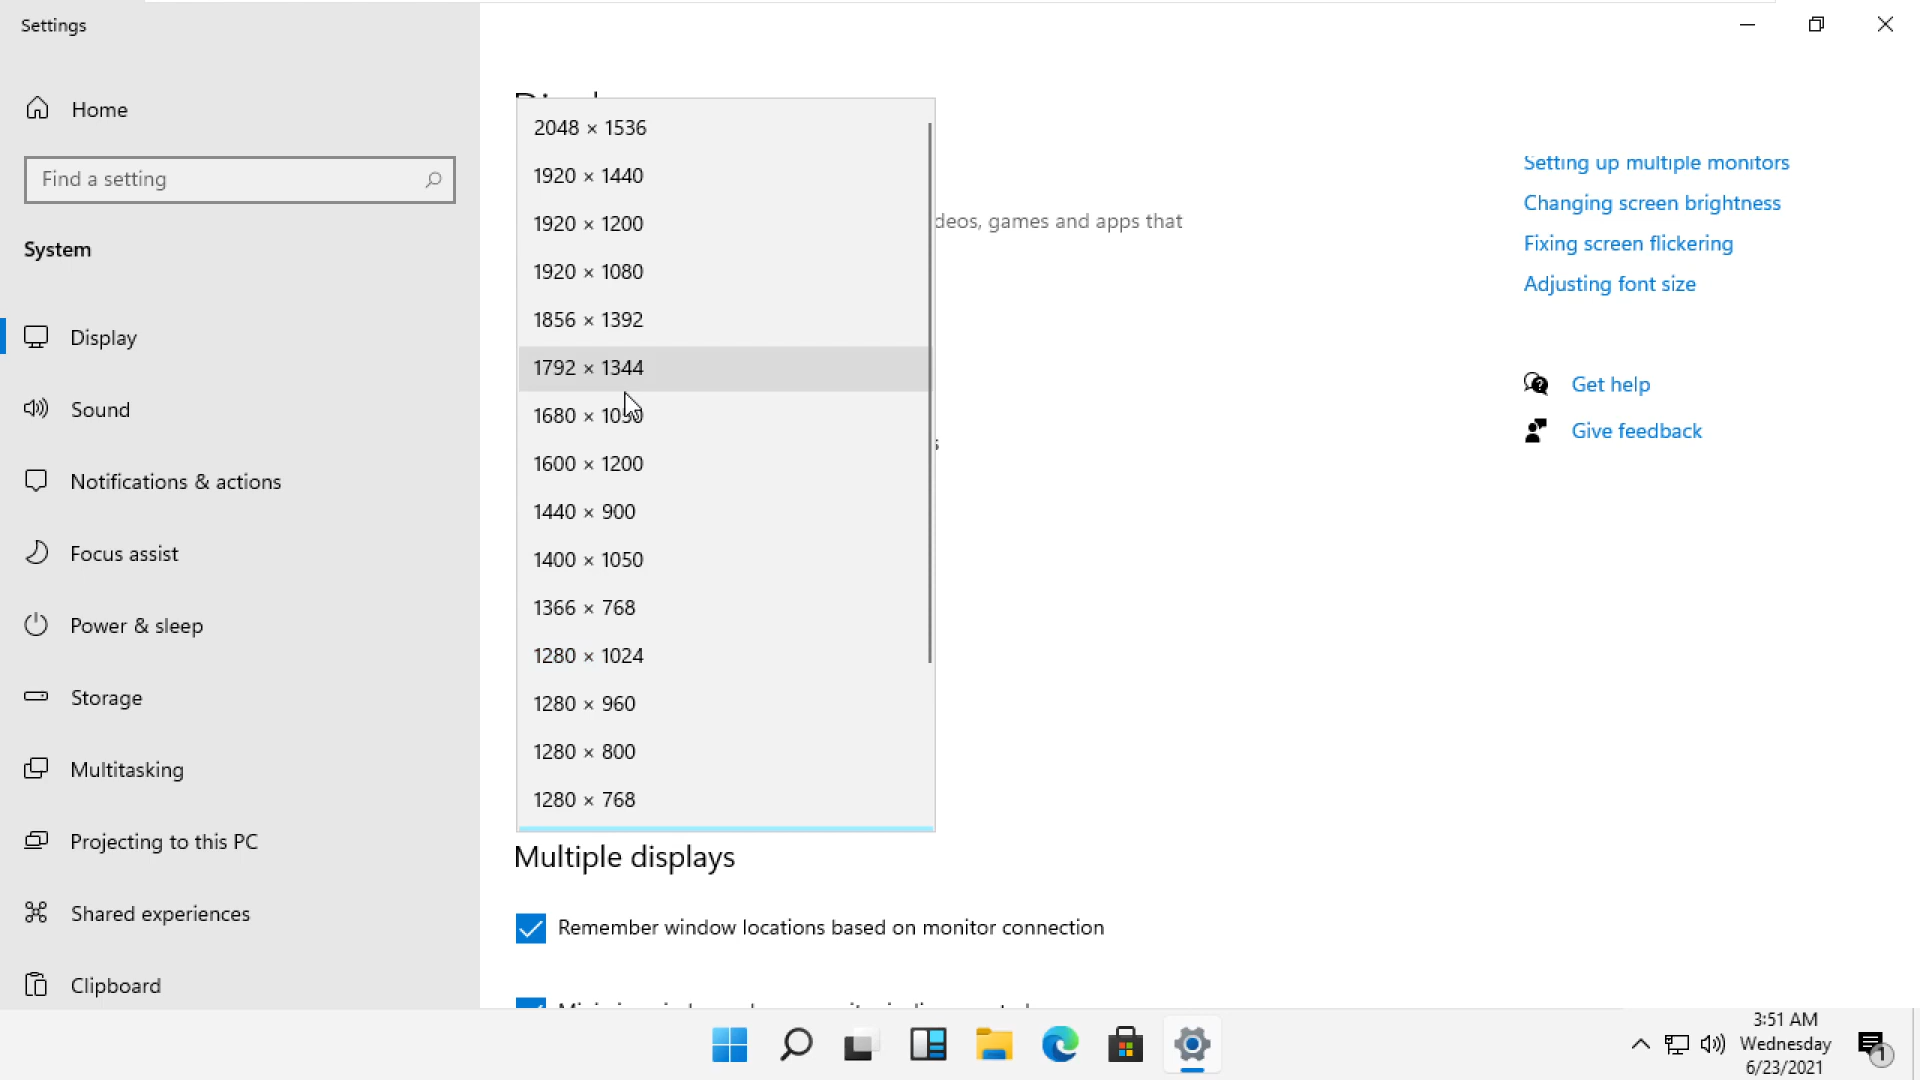 Settings
Home
Find a setting
System
Display
Sound
Notifications & actions
Focus assist
Power & sleep
Storage
Multitasking
Projecting to this PC
Shared experiences
Clipboard
2048 × 1536
1920 × 1440
1920 × 1200
1920 × 1080
1856 × 1392
1792 × 1344
1680 × 1050
1600 × 1200
1440 × 900
1400 × 1050
1366 × 768
1280 × 1024
1280 × 960
1280 × 800
1280 × 768
deos, games and apps that
Multiple displays
Remember window locations based on monitor connection
Setting up multiple monitors
Changing screen brightness
Fixing screen flickering
Adjusting font size
Get help
Give feedback
3:51 AM
Wednesday
6/23/2021
1